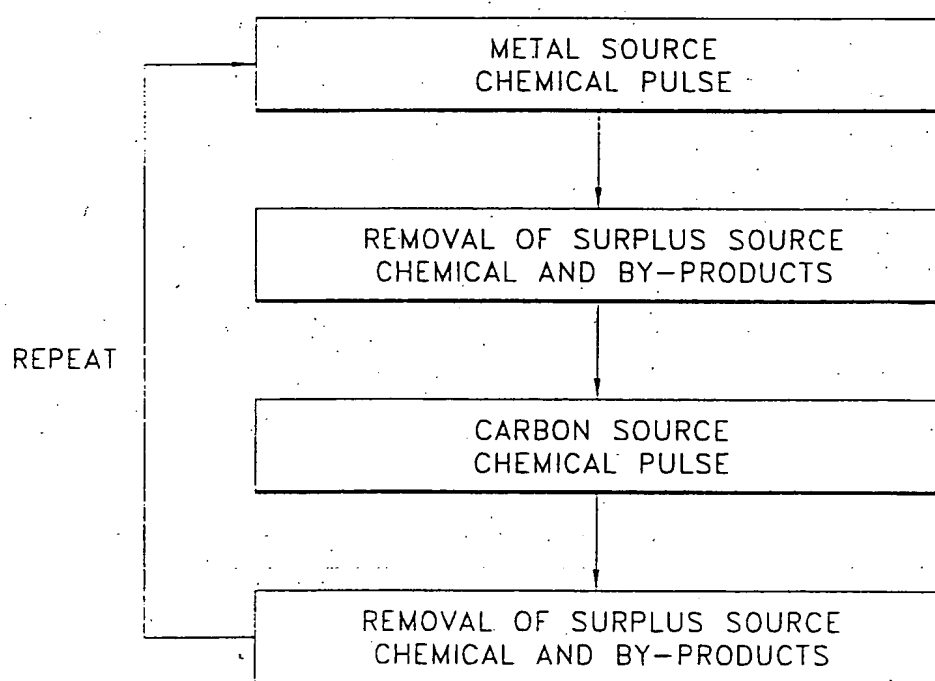 METAL SOURCE
CHEMICAL PULSE
REMOVAL OF SURPLUS SOURCE
CHEMICAL AND BY-PRODUCTS
REPEAT
CARBON SOURCE
CHEMICAL PULSE
REMOVAL OF SURPLUS SOURCE
CHEMICAL AND BY-PRODUCTS